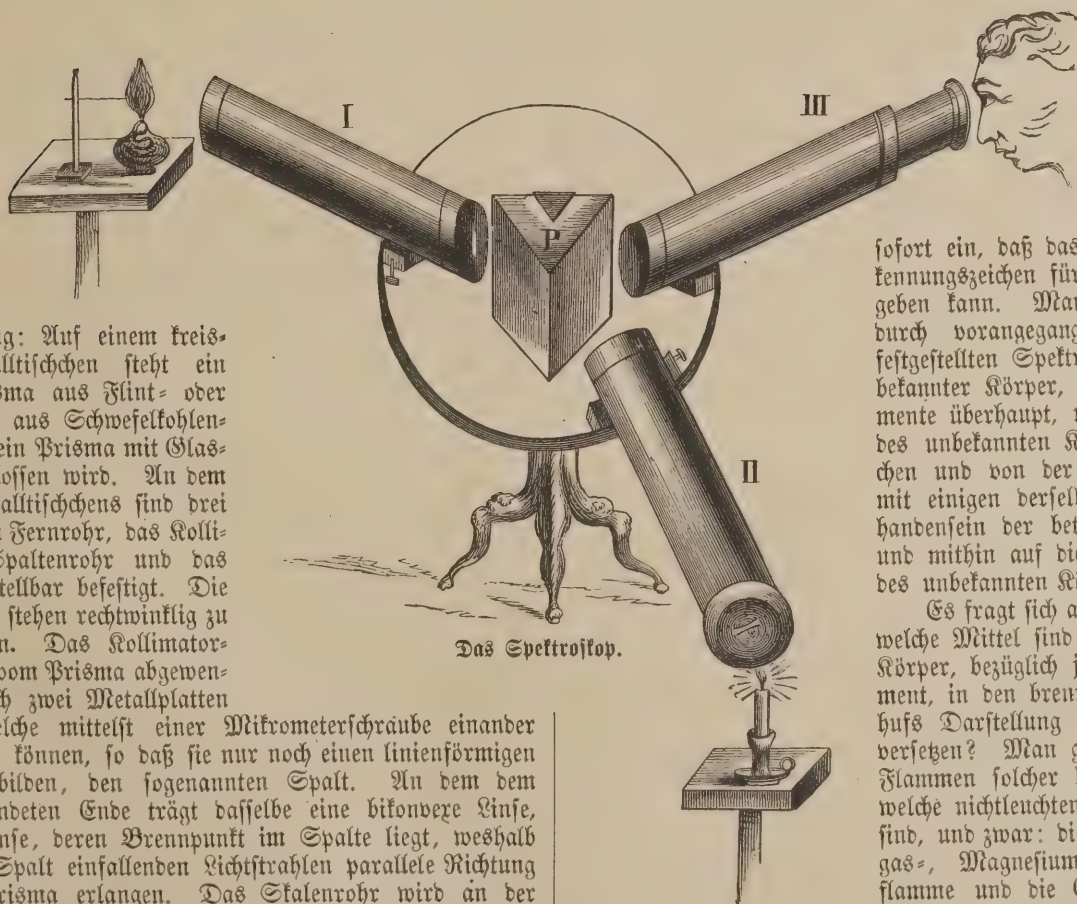 I
III
P
II
Das Spektroskop.
g: Auf einem kreis-
alltischchen steht ein
sma aus Flint- oder
aus Schwefelkohlen-
ein Prisma mit Glas-
lossen wird. An dem
alltischchens sind drei
Fernrohr, das Kolli-
Spaltenrohr und das
tellbar befestigt. Die
stehen rechtwinklig zu
n. Das Kollimator-
vom Prisma abgewen-
h zwei Metallplatten
elche mittelst einer Mikrometerschraube einander
können, so daß sie nur noch einen linienförmigen
bilden, den sogenannten Spalt. An dem dem
ndeten Ende trägt dasselbe eine bikonvexe Linse,
nse, deren Brennpunkt im Spalte liegt, weshalb
Spalt einfallenden Lichtstrahlen parallele Richtung
risma erlangen. Das Skalenrohr wird an der
sofort ein, daß das
kennungszeichen für
geben kann. Man
durch vorangegang
festgestellten Spektr
bekannter Körper,
mente überhaupt,
des unbekannten K
chen und von der
mit einigen dersel
handensein der bet
und mithin auf die
des unbekannten K
Es fragt sich a
welche Mittel sind
Körper, bezüglich j
ment, in den bren
hufs Darstellung
versetzen? Man g
Flammen solcher
welche nichtleuchten
sind, und zwar: di
gas-, Magnesium
flamme und die